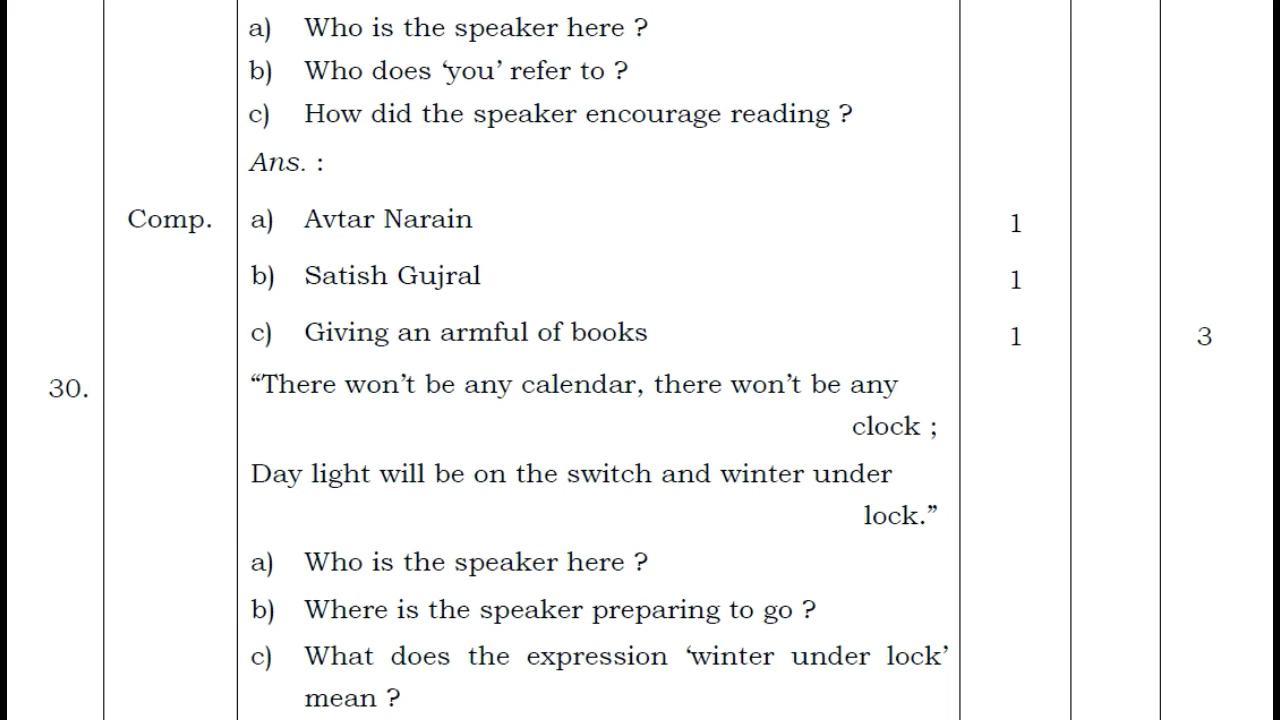 a) Who is the speaker here ?
b) Who does ‘you’ refer to ?
c) How did the speaker encourage reading ?
Ans. :
Comp. a) Avtar Narain 1
b) Satish Gujral 1
c) Giving an armful of books 1 3
30. “There won’t be any calendar, there won’t be any
clock ;
Day light will be on the switch and winter under
lock.”
a) Who is the speaker here ?
b) Where is the speaker preparing to go ?
c) What does the expression ‘winter under lock’
mean ?